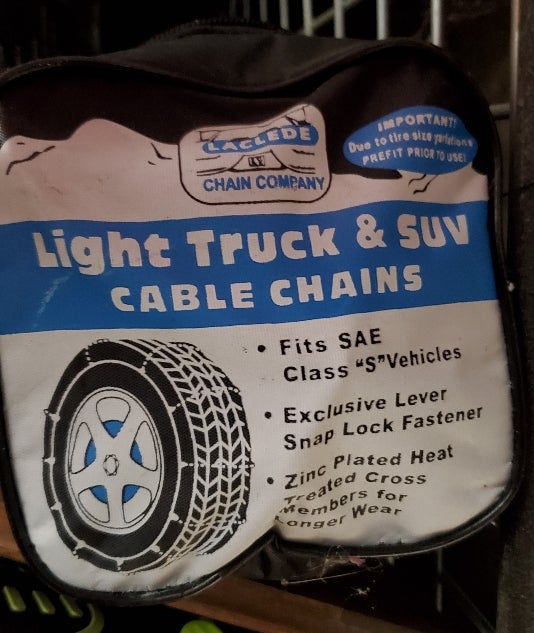 LACLEDE
CHAIN COMPANY
IMPORTANT!
Due to tire size variations
PREFIT PRIOR TO USE!
Light Truck & SUV
CABLE CHAINS
• Fits SAE
Class "S" Vehicles
• Exclusive Lever
Snap Lock Fastener
• Zinc Plated Heat
Treated Cross
Members for
Longer Wear